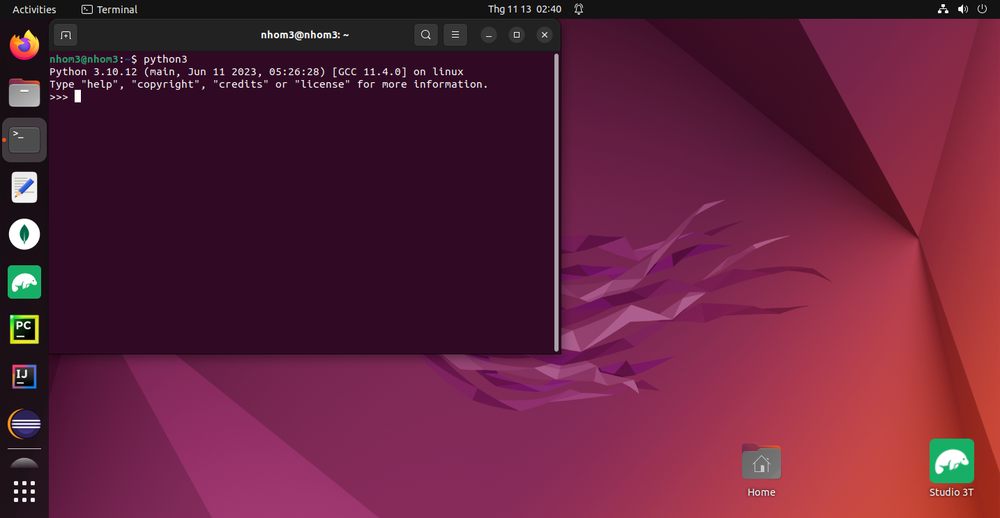 Activities
Terminal
Thg 11 13 02:40
nhom3@nhom3: ~
nhom3@nhom3:~$ python3
Python 3.10.12 (main, Jun 11 2023, 05:26:28) [GCC 11.4.0] on linux
Type "help", "copyright", "credits" or "license" for more information.
>>>
>_
PC
IJ
Home
Studio 3T